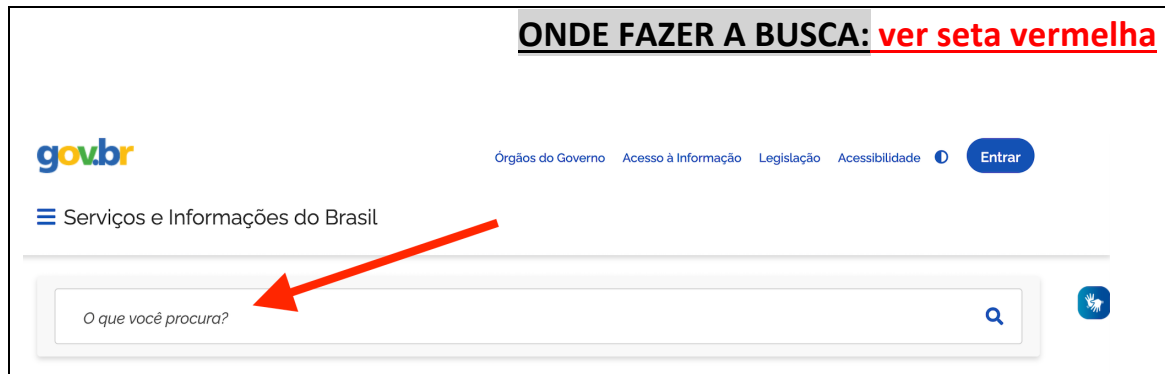 ONDE FAZER A BUSCA: ver seta vermelha
gov.br
Órgãos do Governo Acesso à Informação Legislação Acessibilidade Entrar
Serviços e Informações do Brasil
O que você procura?